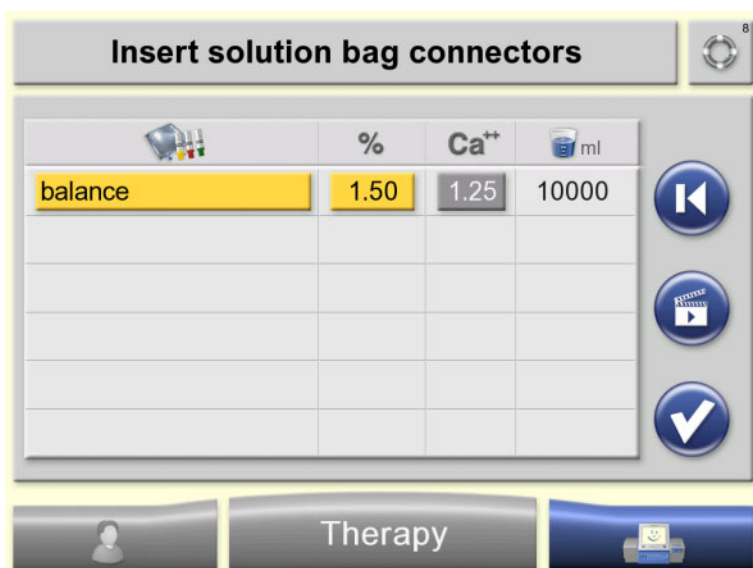 Insert solution bag connectors
8
% Ca++ ml
balance 1.50 1.25 10000
Therapy